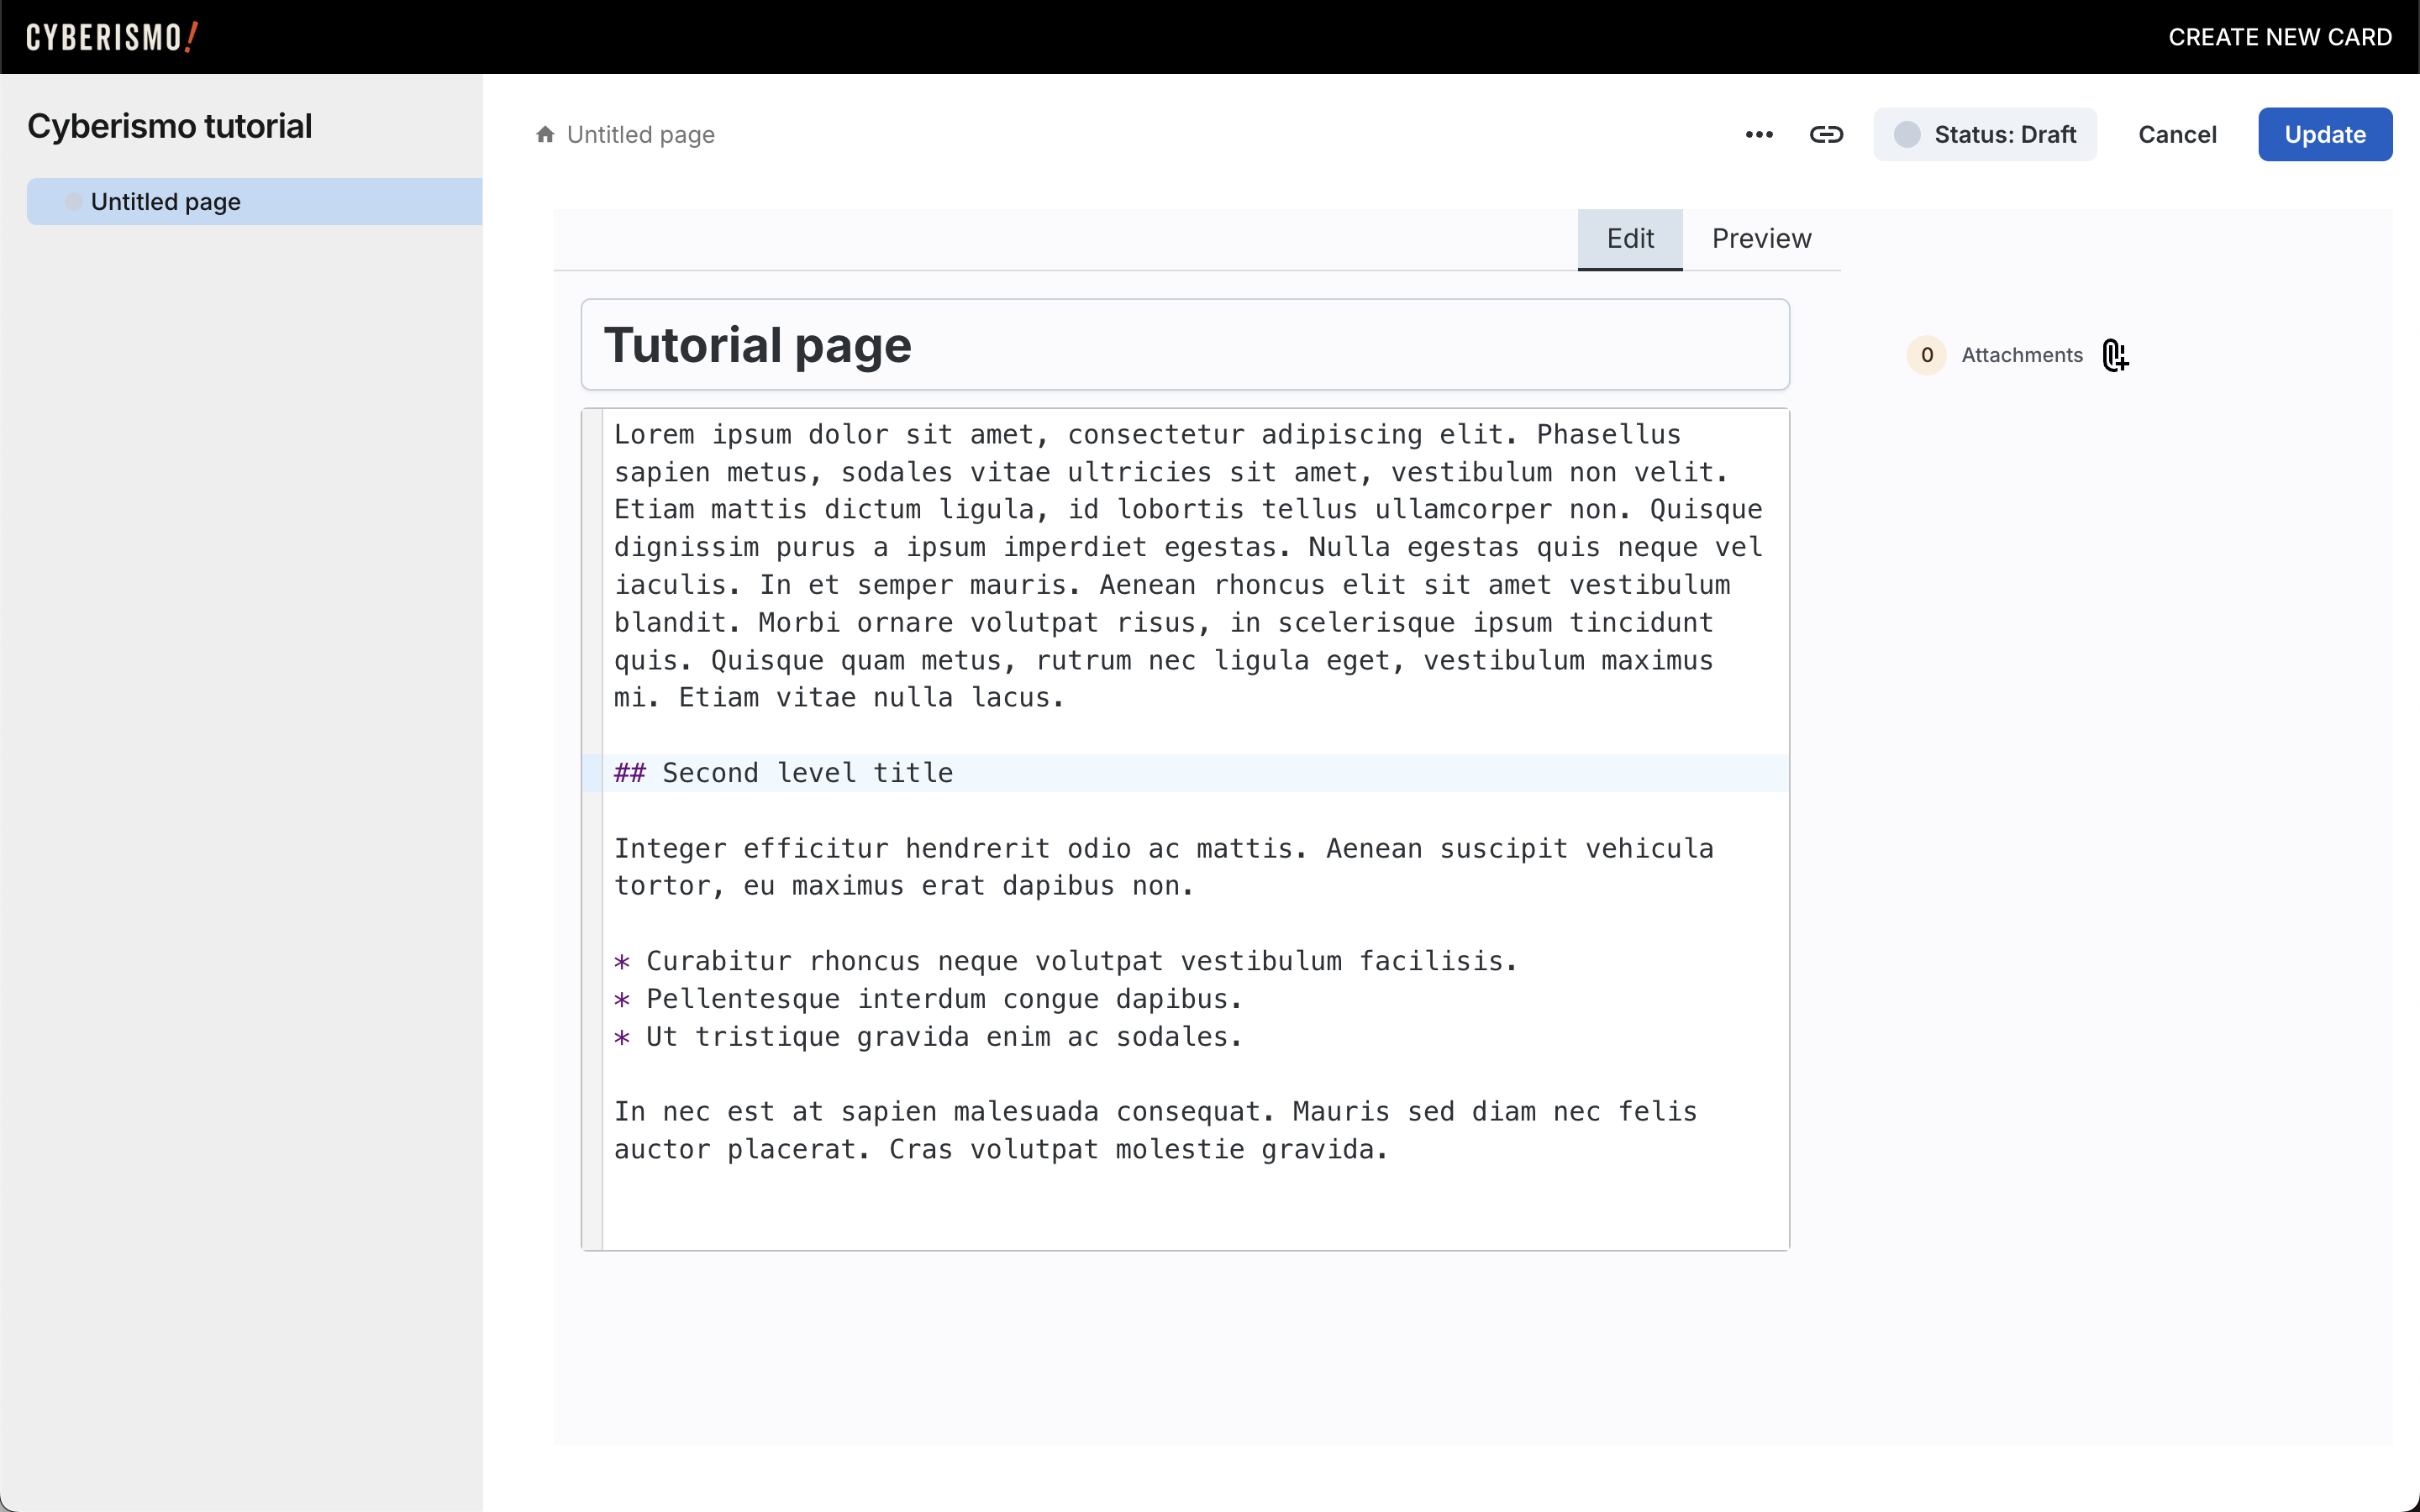 CYBERISMO!
CREATE NEW CARD
Cyberismo tutorial
Untitled page
Untitled page
Status: Draft
Cancel
Update
Edit
Preview
Tutorial page
0 Attachments
Lorem ipsum dolor sit amet, consectetur adipiscing elit. Phasellus
sapien metus, sodales vitae ultricies sit amet, vestibulum non velit.
Etiam mattis dictum ligula, id lobortis tellus ullamcorper non. Quisque
dignissim purus a ipsum imperdiet egestas. Nulla egestas quis neque vel
iaculis. In et semper mauris. Aenean rhoncus elit sit amet vestibulum
blandit. Morbi ornare volutpat risus, in scelerisque ipsum tincidunt
quis. Quisque quam metus, rutrum nec ligula eget, vestibulum maximus
mi. Etiam vitae nulla lacus.
## Second level title
Integer efficitur hendrerit odio ac mattis. Aenean suscipit vehicula
tortor, eu maximus erat dapibus non.
* Curabitur rhoncus neque volutpat vestibulum facilisis.
* Pellentesque interdum congue dapibus.
* Ut tristique gravida enim ac sodales.
In nec est at sapien malesuada consequat. Mauris sed diam nec felis
auctor placerat. Cras volutpat molestie gravida.